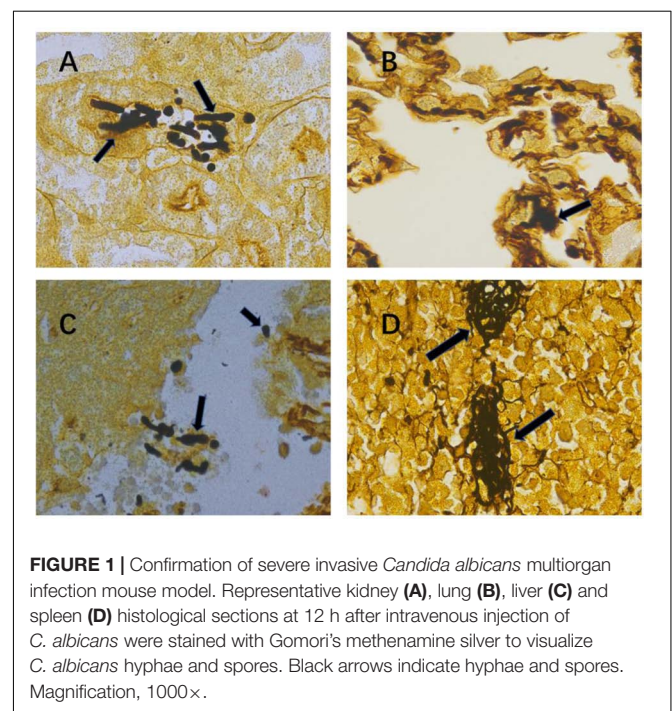 A
B
C
D
FIGURE 1 | Confirmation of severe invasive Candida albicans multiorgan
infection mouse model. Representative kidney (A), lung (B), liver (C) and
spleen (D) histological sections at 12 h after intravenous injection of
C. albicans were stained with Gomori's methenamine silver to visualize
C. albicans hyphae and spores. Black arrows indicate hyphae and spores.
Magnification, 1000×.